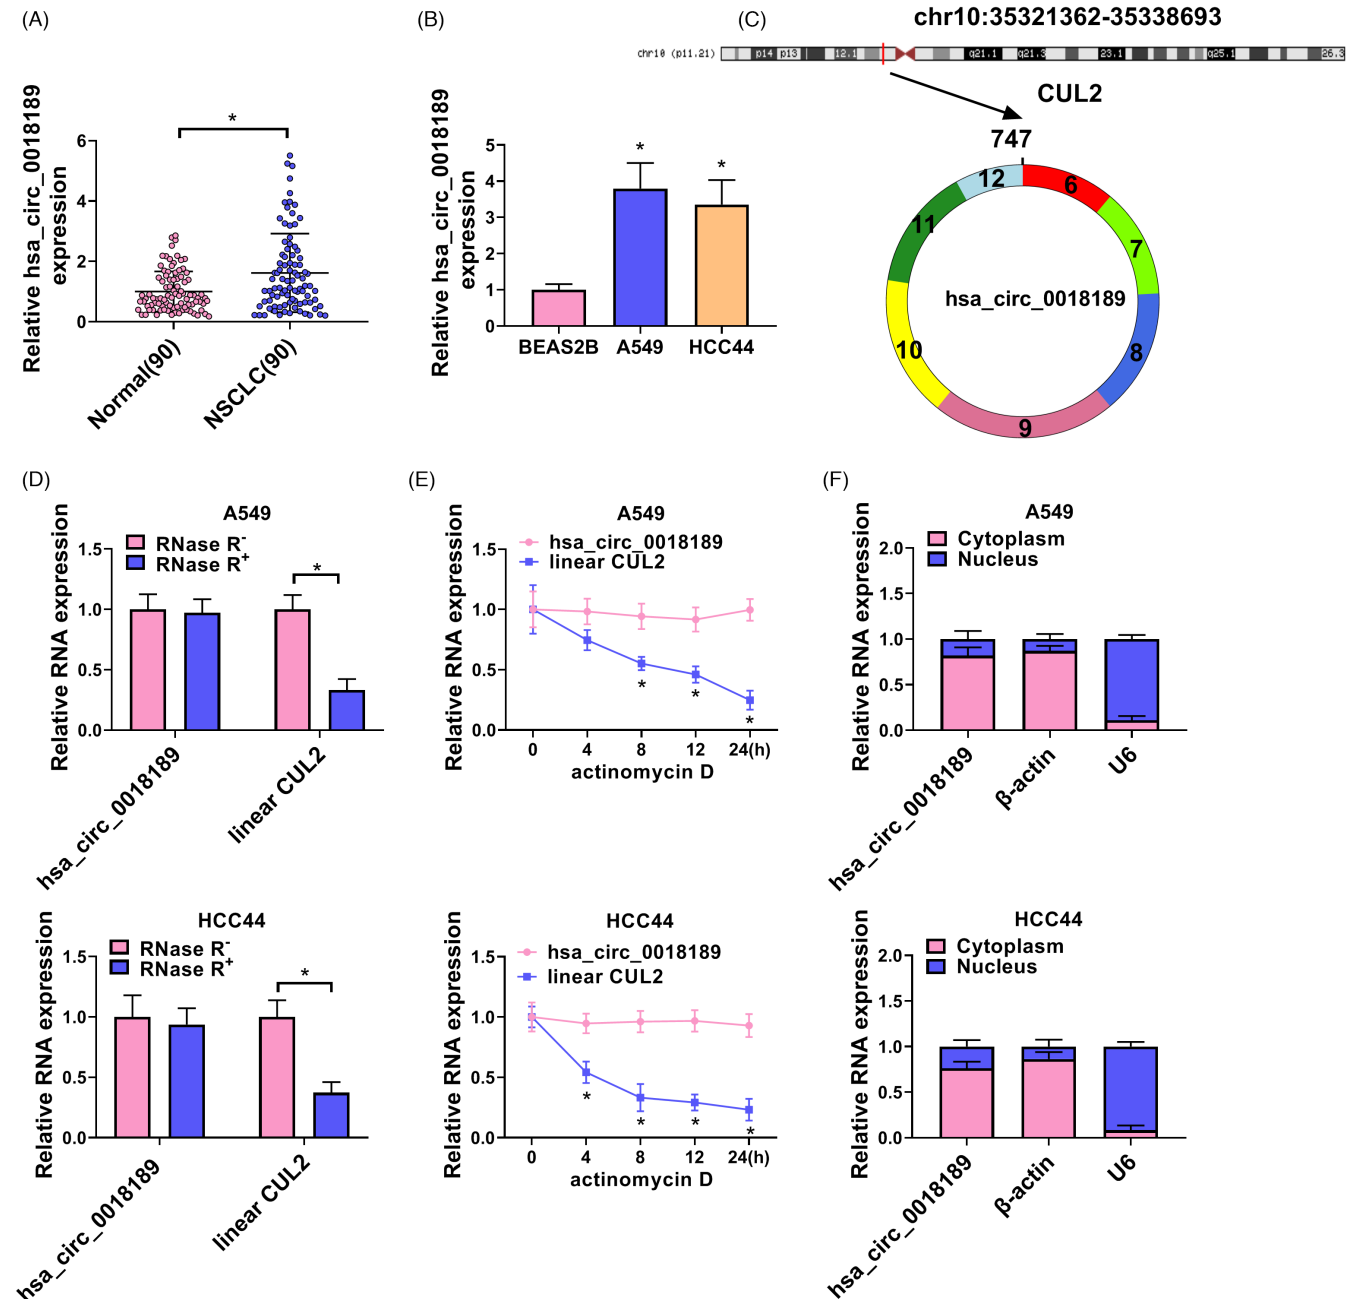 (A)
Relative hsa_circ_0018189
expression
6
4
2
0
*
Normal(90)
NSCLC(90)
(B)
Relative hsa_circ_0018189
expression
5
4
3
2
1
0
*
*
BEAS2B
A549
HCC44
(C)
chr10:35321362-35338693
chr10 (p11.21)
p14
p13
12.1
q21.1
q21.3
23.1
q25.1
26.3
CUL2
747
12
6
11
7
hsa_circ_0018189
10
8
9
(D)
A549
RNase R-
RNase R+
Relative RNA expression
1.5
1.0
0.5
0.0
*
hsa_circ_0018189
linear CUL2
HCC44
RNase R-
RNase R+
Relative RNA expression
1.5
1.0
0.5
0.0
*
hsa_circ_0018189
linear CUL2
(E)
A549
hsa_circ_0018189
linear CUL2
Relative RNA expression
1.5
1.0
0.5
0.0
*
*
*
0 4 8 12 24(h)
actinomycin D
HCC44
hsa_circ_0018189
linear CUL2
Relative RNA expression
1.5
1.0
0.5
0.0
*
*
*
*
0 4 8 12 24(h)
actinomycin D
(F)
A549
Cytoplasm
Nucleus
Relative RNA expression
2.0
1.5
1.0
0.5
0.0
hsa_circ_0018189
β-actin
U6
HCC44
Cytoplasm
Nucleus
Relative RNA expression
2.0
1.5
1.0
0.5
0.0
hsa_circ_0018189
β-actin
U6